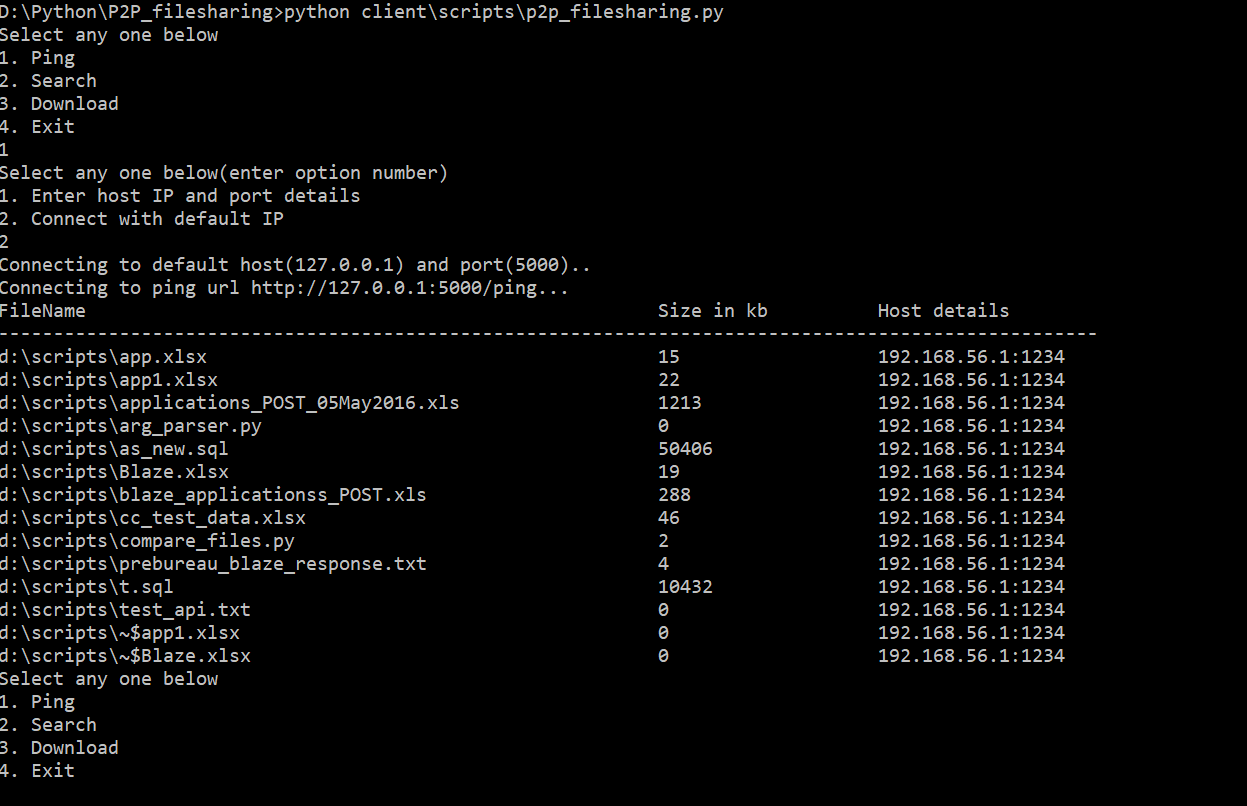 D:\Python\P2P_filesharing>python client\scripts\p2p_filesharing.py
Select any one below
1. Ping
2. Search
3. Download
4. Exit
1
Select any one below(enter option number)
1. Enter host IP and port details
2. Connect with default IP
2
Connecting to default host(127.0.0.1) and port(5000)..
Connecting to ping url http://127.0.0.1:5000/ping...
FileName Size in kb Host details
----------------------------------------------------------------------------------------------------
d:\scripts\app.xlsx 15 192.168.56.1:1234
d:\scripts\app1.xlsx 22 192.168.56.1:1234
d:\scripts\applications_POST_05May2016.xls 1213 192.168.56.1:1234
d:\scripts\arg_parser.py 0 192.168.56.1:1234
d:\scripts\as_new.sql 50406 192.168.56.1:1234
d:\scripts\Blaze.xlsx 19 192.168.56.1:1234
d:\scripts\blaze_applicationss_POST.xls 288 192.168.56.1:1234
d:\scripts\cc_test_data.xlsx 46 192.168.56.1:1234
d:\scripts\compare_files.py 2 192.168.56.1:1234
d:\scripts\prebureau_blaze_response.txt 4 192.168.56.1:1234
d:\scripts\t.sql 10432 192.168.56.1:1234
d:\scripts\test_api.txt 0 192.168.56.1:1234
d:\scripts\~$app1.xlsx 0 192.168.56.1:1234
d:\scripts\~$Blaze.xlsx 0 192.168.56.1:1234
Select any one below
1. Ping
2. Search
3. Download
4. Exit